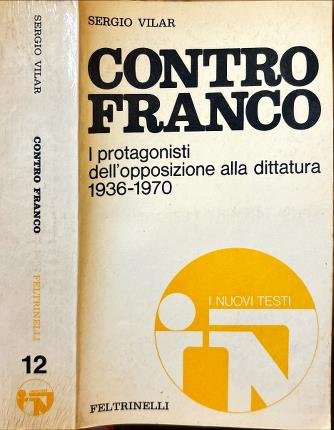 SERGIO VILAR
CONTRO FRANCO
FELTRINELLI
12
SERGIO VILAR
CONTRO
FRANCO
I protagonisti
dell'opposizione alla dittatura
1936-1970
I NUOVI TESTI
iN
FELTRINELLI